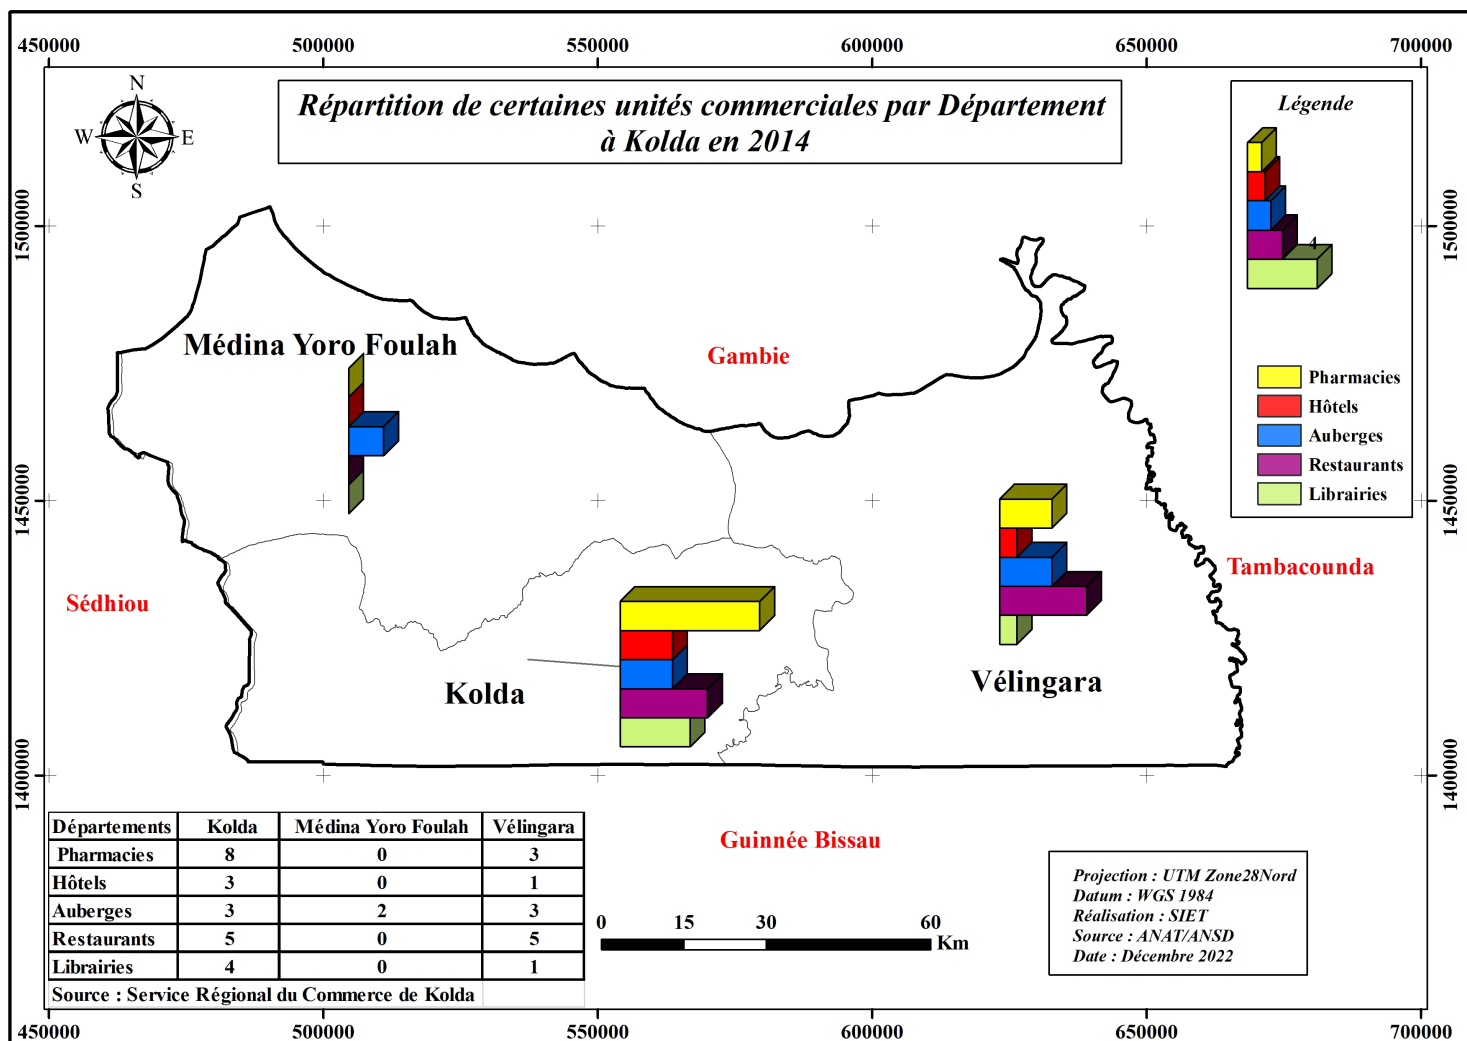 450000 500000 550000 600000 650000 700000
Répartition de certaines unités commerciales par Département
à Kolda en 2014
N
W E
S
Légende
4
Pharmacies
Hôtels
Auberges
Restaurants
Librairies
1500000 1500000
1450000 1450000
1400000 1400000
Médina Yoro Foulah
Gambie
Tambacounda
Sédhiou
Kolda
Vélingara
Guinnée Bissau
Départements Kolda Médina Yoro Foulah Vélingara
Pharmacies 8 0 3
Hôtels 3 0 1
Auberges 3 2 3
Restaurants 5 0 5
Librairies 4 0 1
Source : Service Régional du Commerce de Kolda
0 15 30 60
Km
Projection : UTM Zone28Nord
Datum : WGS 1984
Réalisation : SIET
Source : ANAT/ANSD
Date : Décembre 2022
450000 500000 550000 600000 650000 700000